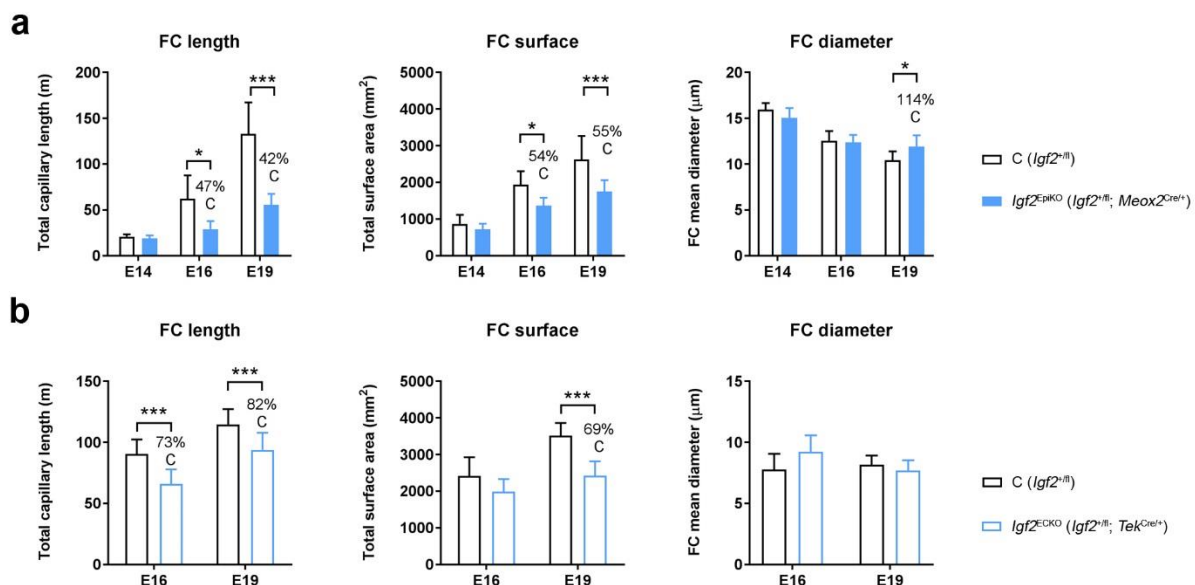 a
FC length
Total capillary length (m)
200
150
100
50
0
*
47%
C
***
42%
C
E14 E16 E19
FC surface
Total surface area (mm²)
5000
4000
3000
2000
1000
0
*
54%
C
***
55%
C
E14 E16 E19
FC diameter
FC mean diameter (μm)
20
15
10
5
0
*
114%
C
E14 E16 E19
C (Igf2+/fl)
Igf2EpiKO (Igf2+/fl; Meox2Cre/+)
b
FC length
Total capillary length (m)
150
100
50
0
***
73%
C
***
82%
C
E16 E19
FC surface
Total surface area (mm²)
5000
4000
3000
2000
1000
0
***
69%
C
E16 E19
FC diameter
FC mean diameter (μm)
15
10
5
0
E16 E19
C (Igf2+/fl)
Igf2ECKO (Igf2+/fl; TekCre/+)